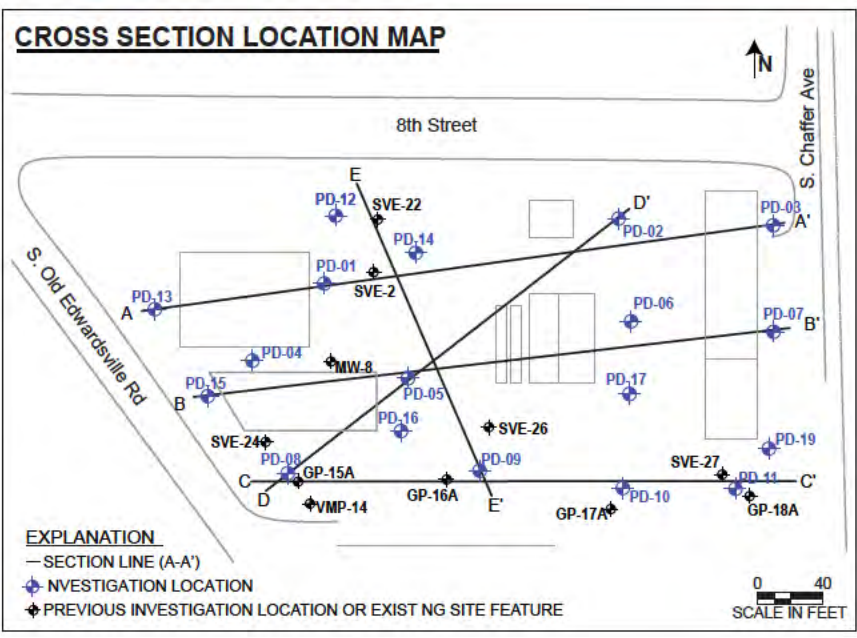 CROSS SECTION LOCATION MAP
N
8th Street
S. Chaffer Ave
S. Old Edwardsville Rd
E
PD-12
SVE-22
D'
PD-03
PD-02
A'
PD-14
PD-01
SVE-2
PD-13
A
PD-06
PD-07
B'
PD-04
MW-8
PD-15
PD-05
PD-17
B
PD-16
SVE-26
SVE-24
PD-19
PD-08
GP-15A
PD-09
SVE-27
PD-11
C
C'
D
GP-16A
PD-10
VMP-14
E'
GP-17A
GP-18A
EXPLANATION
SECTION LINE (A-A')
NVESTIGATION LOCATION
PREVIOUS INVESTIGATION LOCATION OR EXIST NG SITE FEATURE
0 40
SCALE IN FEET